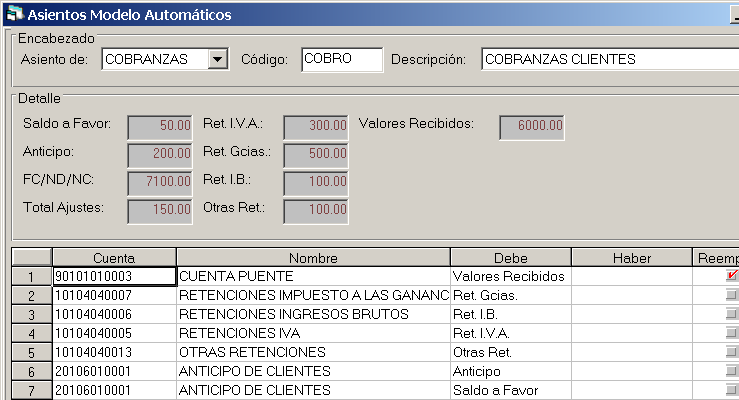 Asientos Modelo Automáticos
Encabezado
Asiento de: COBRANZAS Código: COBRO Descripción: COBRANZAS CLIENTES
Detalle
Saldo a Favor: 50.00 Ret. I.V.A.: 300.00 Valores Recibidos: 6000.00
Anticipo: 200.00 Ret. Gcias.: 500.00
FC/ND/NC: 7100.00 Ret. I.B.: 100.00
Total Ajustes: 150.00 Otras Ret.: 100.00
Cuenta Nombre Debe Haber Reemp
1 90101010003 CUENTA PUENTE Valores Recibidos
2 10104040007 RETENCIONES IMPUESTO A LAS GANANC Ret. Gcias.
3 10104040006 RETENCIONES INGRESOS BRUTOS Ret. I.B.
4 10104040005 RETENCIONES IVA Ret. I.V.A.
5 10104040013 OTRAS RETENCIONES Otras Ret.
6 20106010001 ANTICIPO DE CLIENTES Anticipo
7 20106010001 ANTICIPO DE CLIENTES Saldo a Favor